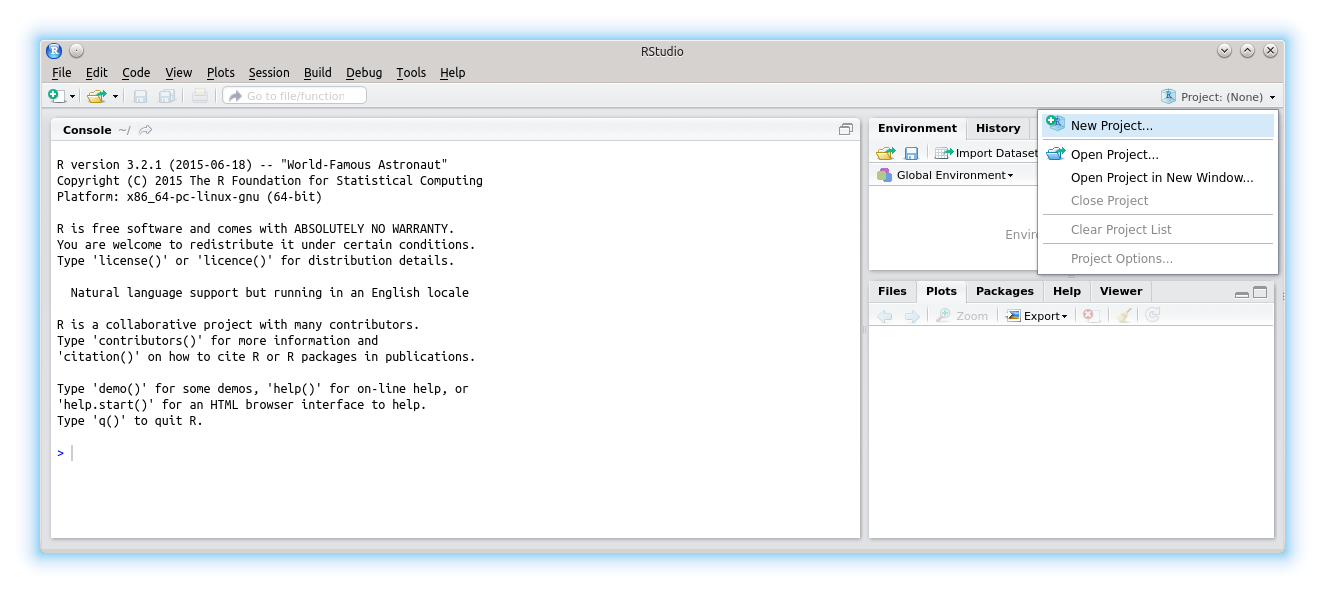 RStudio
File Edit Code View Plots Session Build Debug Tools Help
Go to file/function
Project: (None)
Console ~/
R version 3.2.1 (2015-06-18) -- "World-Famous Astronaut"
Copyright (C) 2015 The R Foundation for Statistical Computing
Platform: x86_64-pc-linux-gnu (64-bit)
R is free software and comes with ABSOLUTELY NO WARRANTY.
You are welcome to redistribute it under certain conditions.
Type 'license()' or 'licence()' for distribution details.
Natural language support but running in an English locale
R is a collaborative project with many contributors.
Type 'contributors()' for more information and
'citation()' on how to cite R or R packages in publications.
Type 'demo()' for some demos, 'help()' for on-line help, or
'help.start()' for an HTML browser interface to help.
Type 'q()' to quit R.
>
Environment History
Import Dataset
Global Environment
Envir
New Project...
Open Project...
Open Project in New Window...
Close Project
Clear Project List
Project Options...
Files Plots Packages Help Viewer
Zoom Export